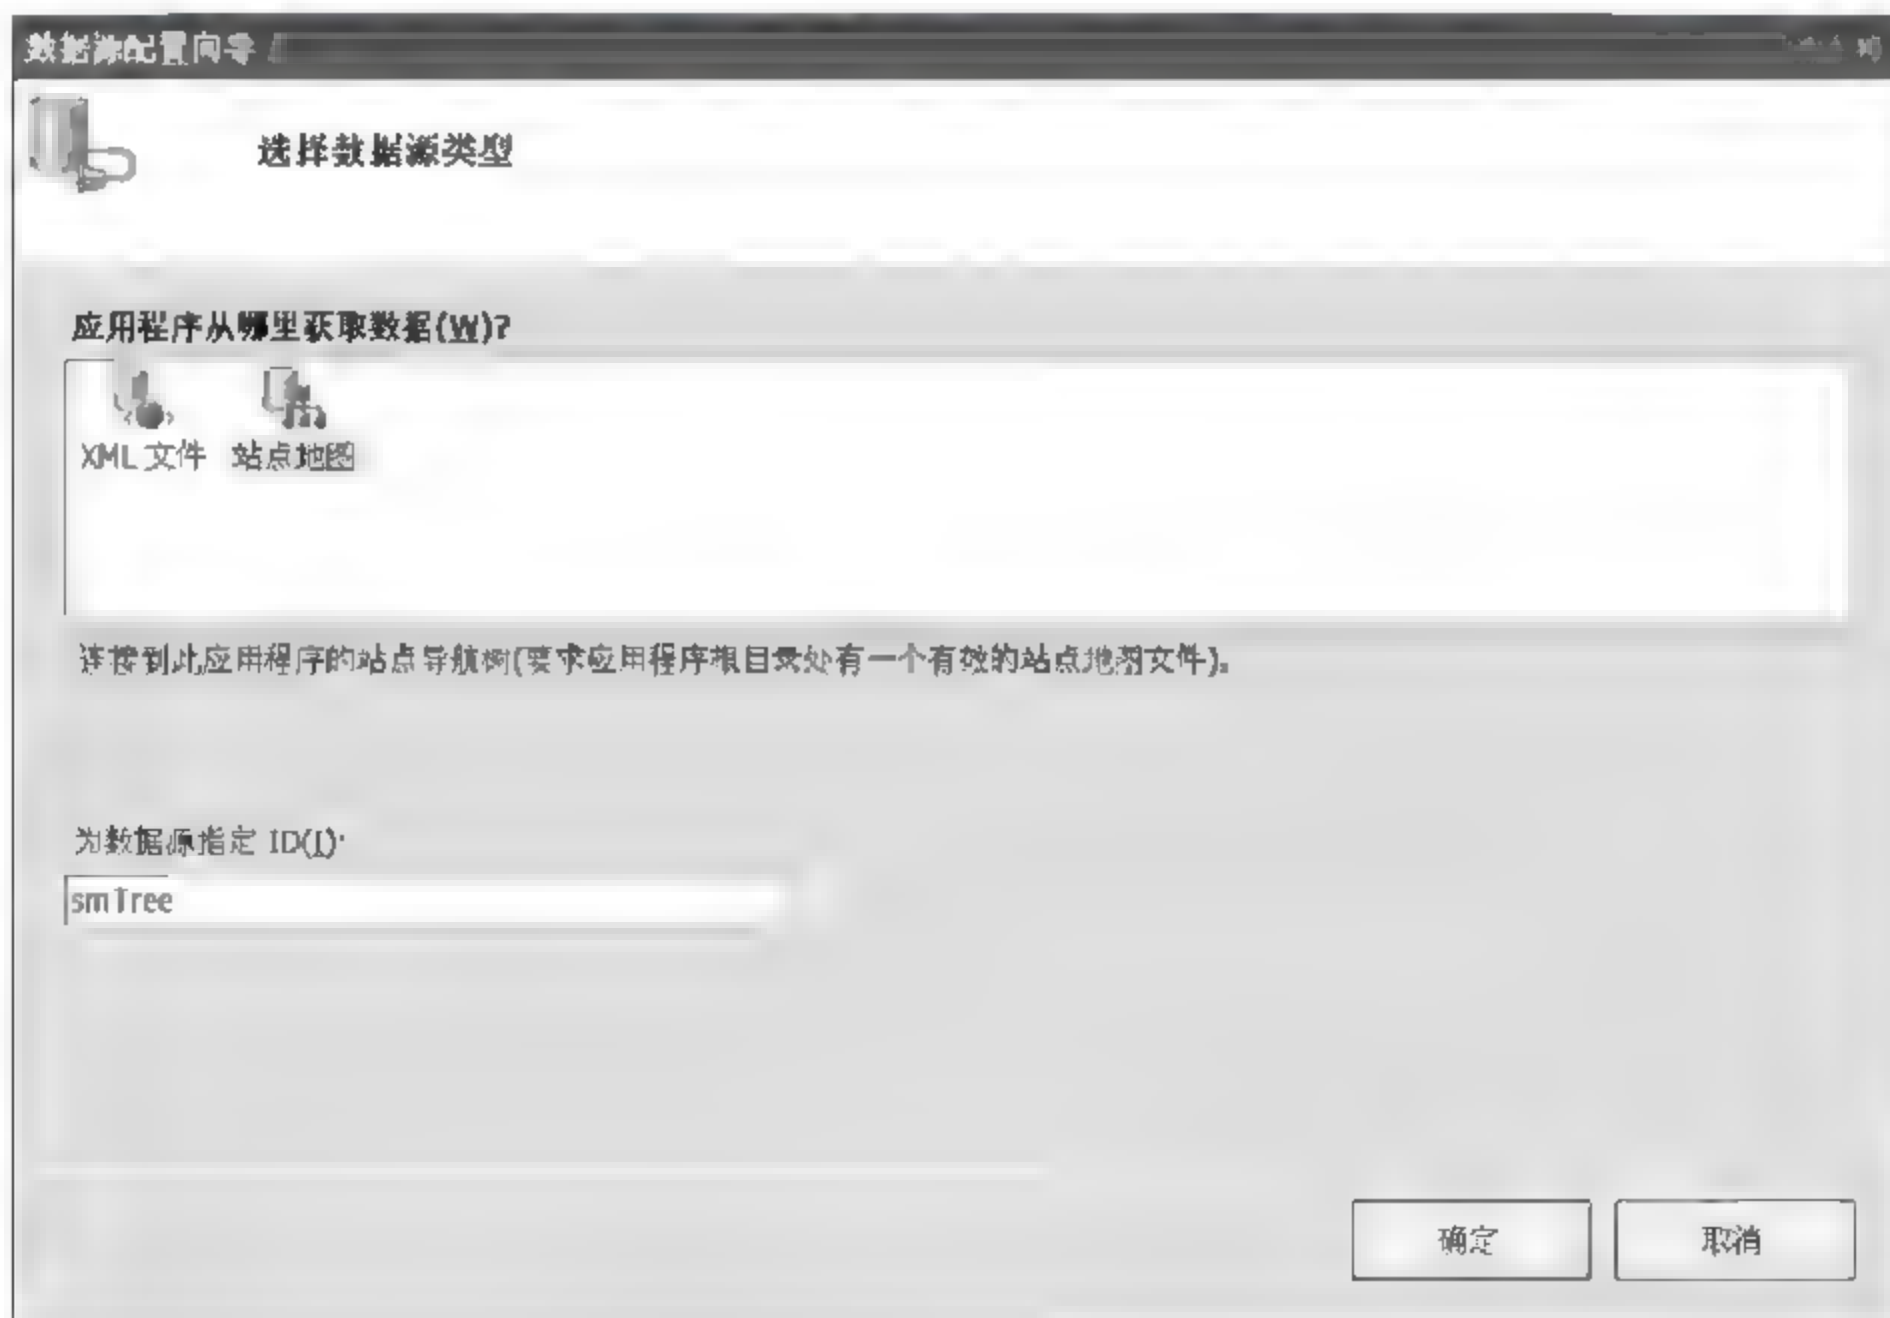 数据源配置向导
选择数据源类型
应用程序从哪里获取数据(W)?
XML 文件 站点地图
连接到此应用程序的站点导航树(要求应用程序根目录处有一个有效的站点地图文件)。
为数据源指定 ID(I):
smTree
确定 取消